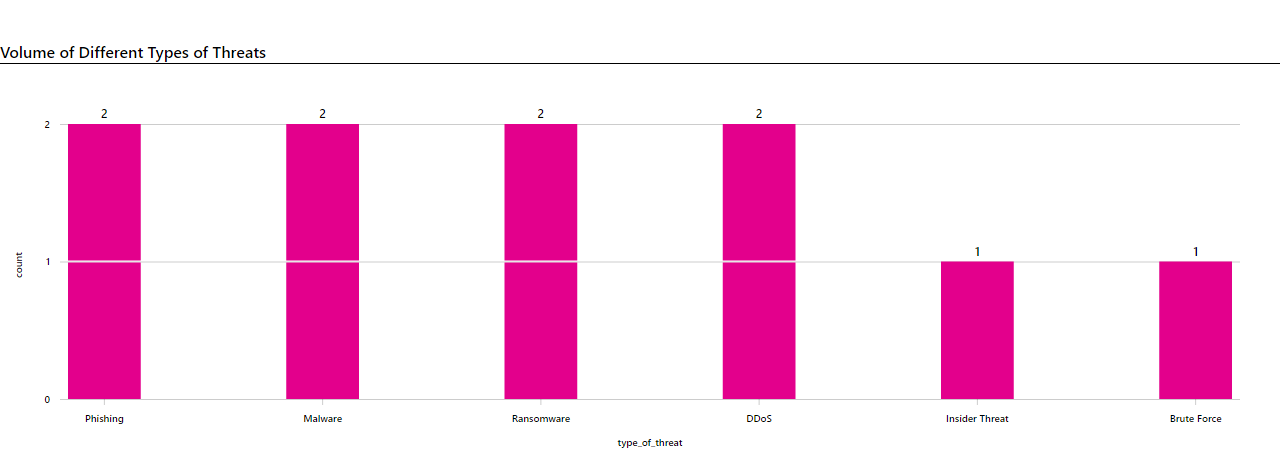 Volume of Different Types of Threats
2 2 2 2
2
1 1
count
1
0
Phishing Malware Ransomware DDoS Insider Threat Brute Force
type_of_threat